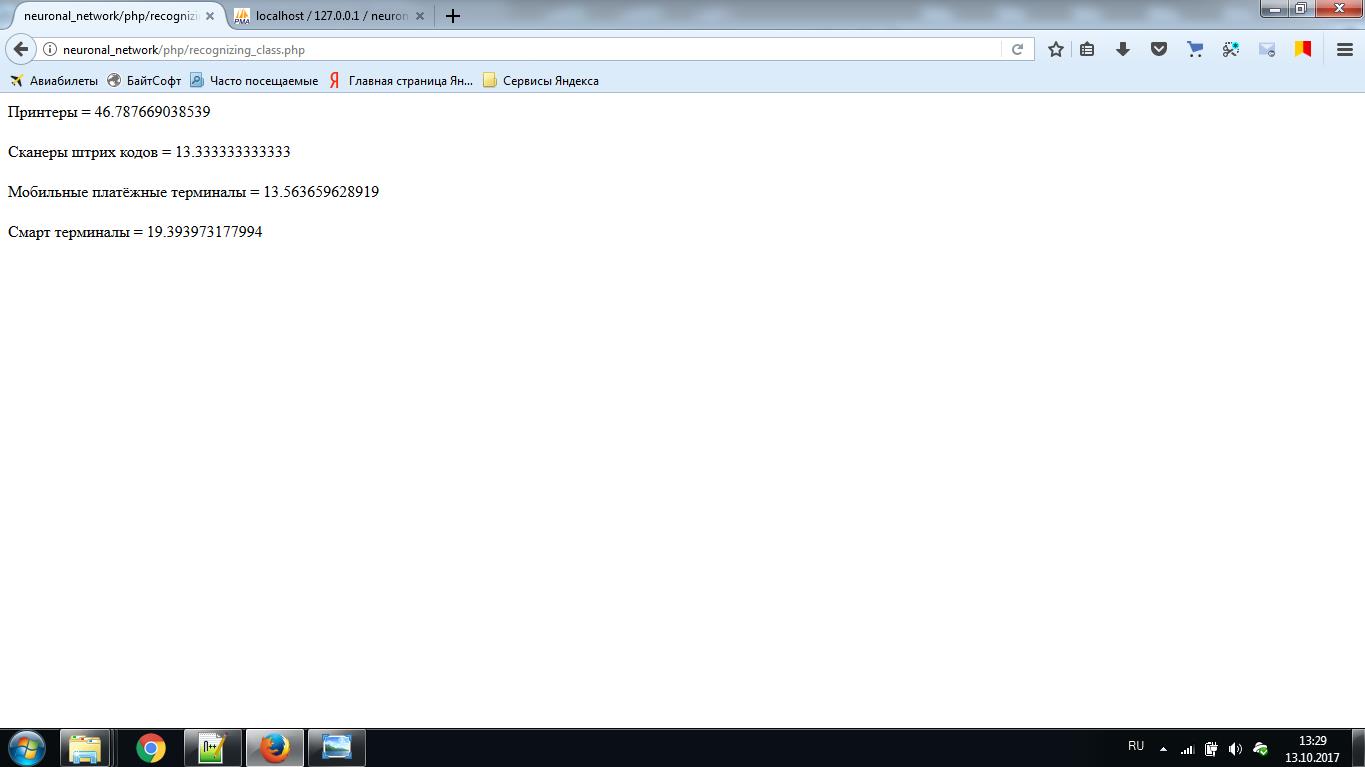 neuronal_network/php/recognizi
localhost / 127.0.0.1 / neuron
neuronal_network/php/recognizing_class.php
Авиабилеты
БайтСофт
Часто посещаемые
Главная страница Ян...
Сервисы Яндекса
Принтеры = 46.787669038539
Сканеры штрих кодов = 13.333333333333
Мобильные платёжные терминалы = 13.563659628919
Смарт терминалы = 19.393973177994
RU
13:29
13.10.2017